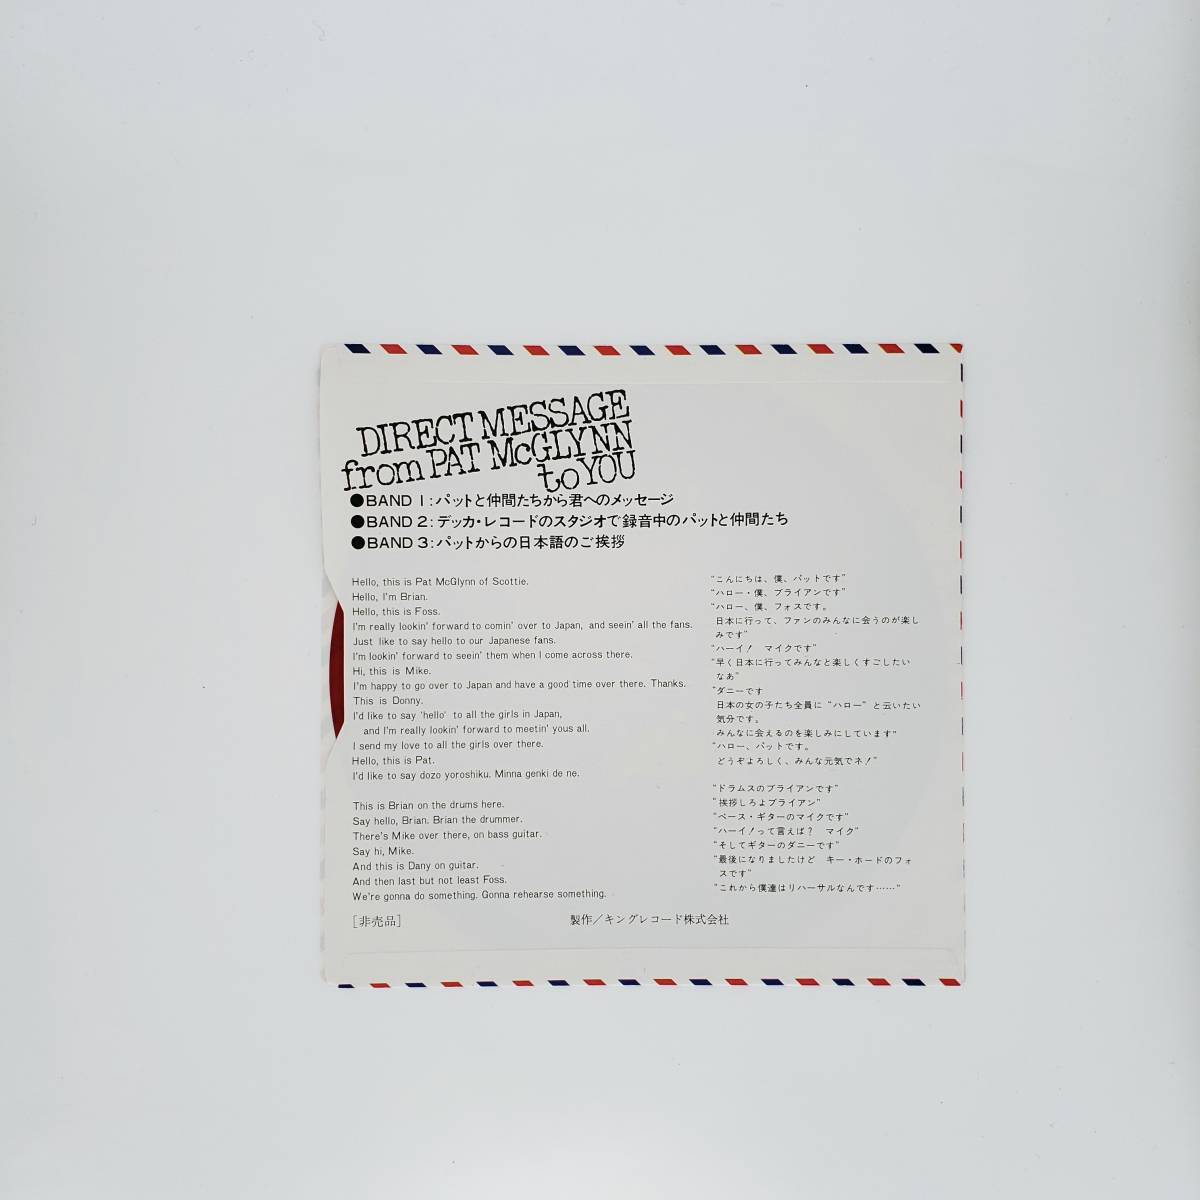 DIRECT MESSAGE
from PAT McGLYNN
to YOU
●BAND 1:パットと仲間たちから君へのメッセージ
●BAND 2:デッカ・レコードのスタジオで録音中のパットと仲間たち
●BAND 3:パットからの日本語のご挨拶
Hello, this is Pat McGlynn of Scottie.
Hello, I'm Brian.
Hello, this is Foss.
I'm really lookin' forward to comin' over to Japan, and seein' all the fans.
Just like to say hello to our Japanese fans.
I'm lookin' forward to seein' them when I come across there.
Hi, this is Mike.
I'm happy to go over to Japan and have a good time over there. Thanks.
This is Donny.
I'd like to say 'hello' to all the girls in Japan,
and I'm really lookin' forward to meetin' yous all.
I send my love to all the girls over there.
Hello, this is Pat.
I'd like to say dozo yoroshiku. Minna genki de ne.
This is Brian on the drums here.
Say hello, Brian. Brian the drummer.
There's Mike over there, on bass guitar.
Say hi, Mike.
And this is Dany on guitar.
And then last but not least Foss.
We're gonna do something. Gonna rehearse something.
“こんにちは、僕、パットです”
“ハロー・僕、ブライアンです”
“ハロー、僕、フォスです。
日本に行って、ファンのみんなに会うのが楽し
みです”
“ハーイ! マイクです”
“早く日本に行ってみんなと楽しくすごしたい
なあ”
“ダニーです
日本の女の子たち全員に “ハロー” と云いたい
気分です。
みんなに会えるのを楽しみにしています”
“ハロー、パットです。
どうぞよろしく、みんな元気でネ!”
“ドラムスのブライアンです”
“挨拶しろよブライアン”
“ベース・ギターのマイクです”
“ハーイ!って言えば? マイク”
“そしてギターのダニーです”
“最後になりましたけど キー・ホードのフォ
スです”
“これから僕達はリハーサルなんです……”
[非売品]
製作/キングレコード株式会社